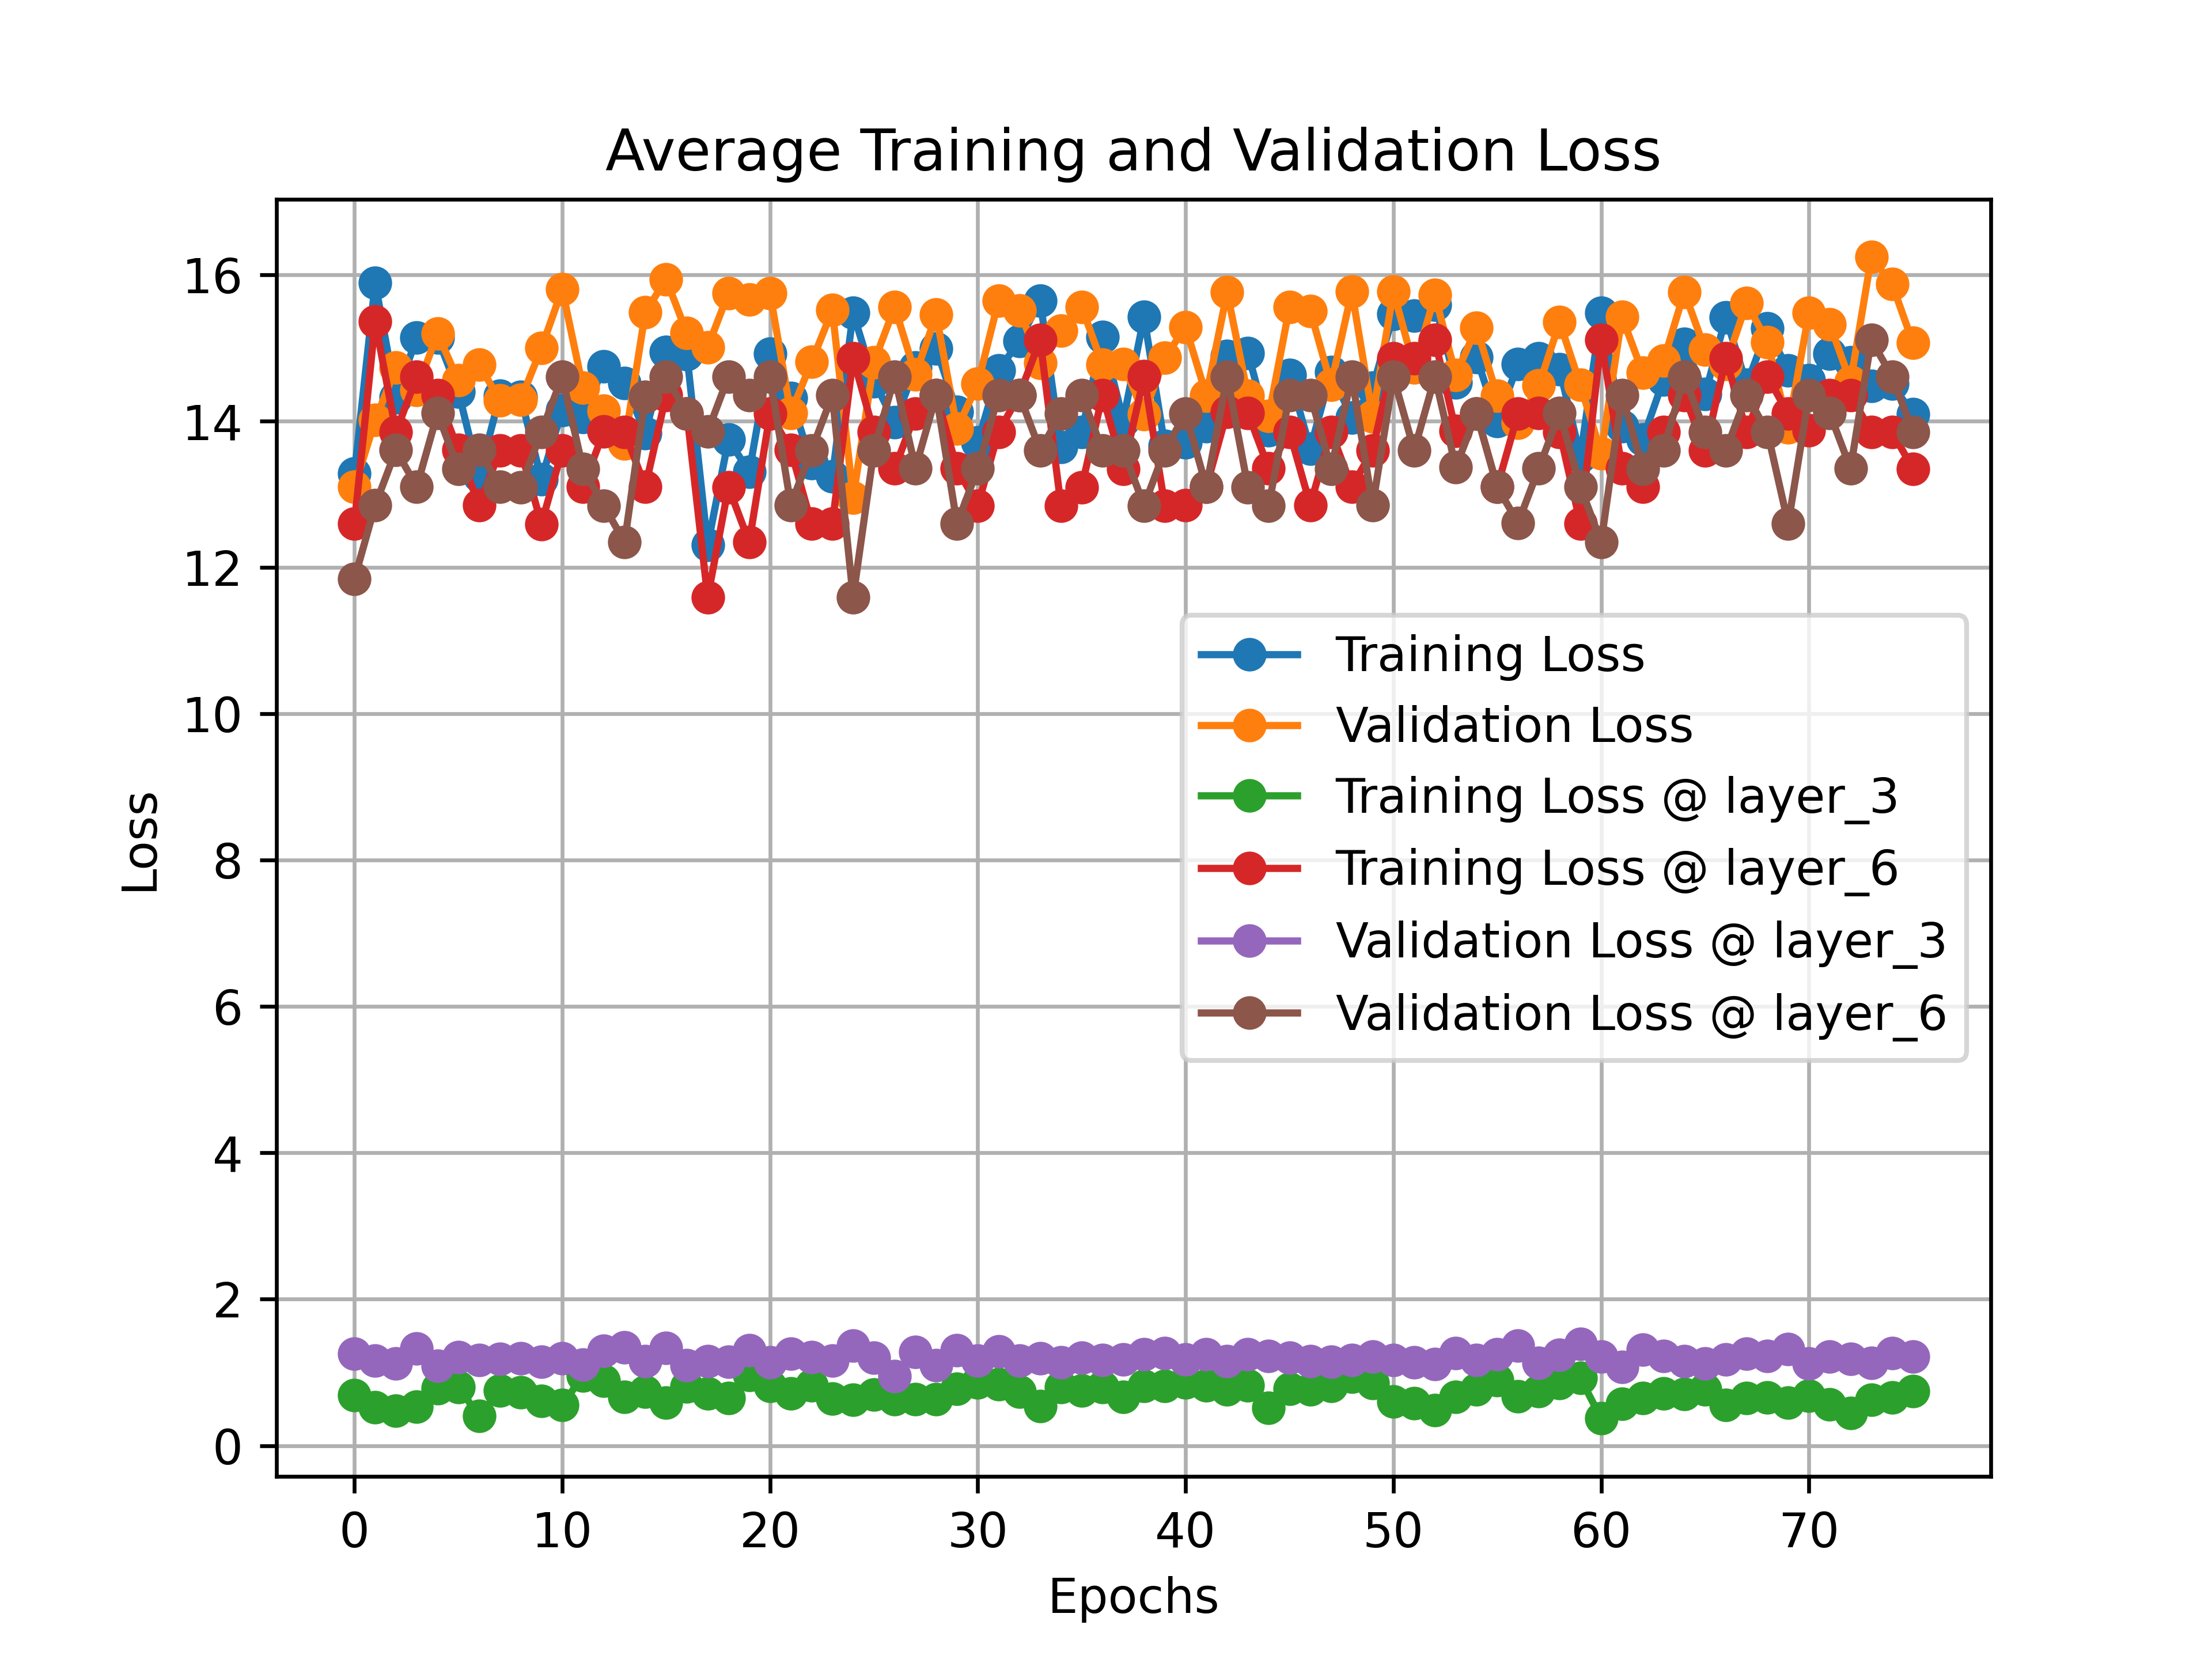 Average Training and Validation Loss
16
14
12
10
8
6
4
2
0
Loss
Training Loss
Validation Loss
Training Loss @ layer_3
Training Loss @ layer_6
Validation Loss @ layer_3
Validation Loss @ layer_6
0 10 20 30 40 50 60 70
Epochs